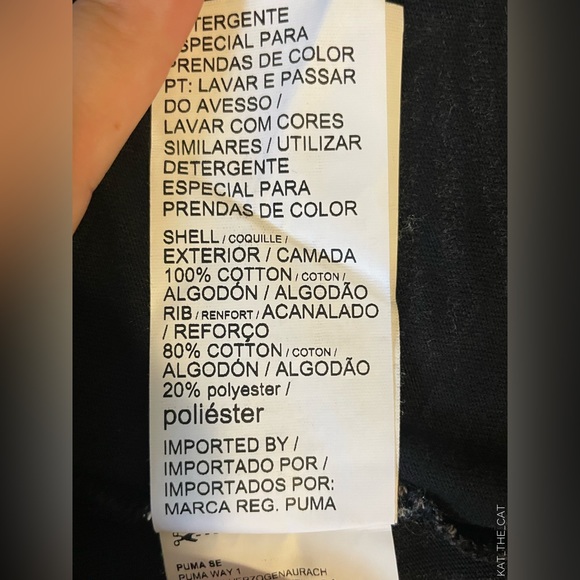 DETERGENTE
ESPECIAL PARA
PRENDAS DE COLOR
PT: LAVAR E PASSAR
DO AVESSO /
LAVAR COM CORES
SIMILARES / UTILIZAR
DETERGENTE
ESPECIAL PARA
PRENDAS DE COLOR
SHELL / COQUILLE /
EXTERIOR / CAMADA
100% COTTON / COTON /
ALGODÓN / ALGODÃO
RIB / RENFORT / ACANALADO
/ REFORÇO
80% COTTON / COTON /
ALGODÓN / ALGODÃO
20% polyester /
poliéster
IMPORTED BY /
IMPORTADO POR /
IMPORTADOS POR:
MARCA REG. PUMA
PUMA SE
PUMA WAY 1
HERZOGENAURACH
KAT_THE_CAT